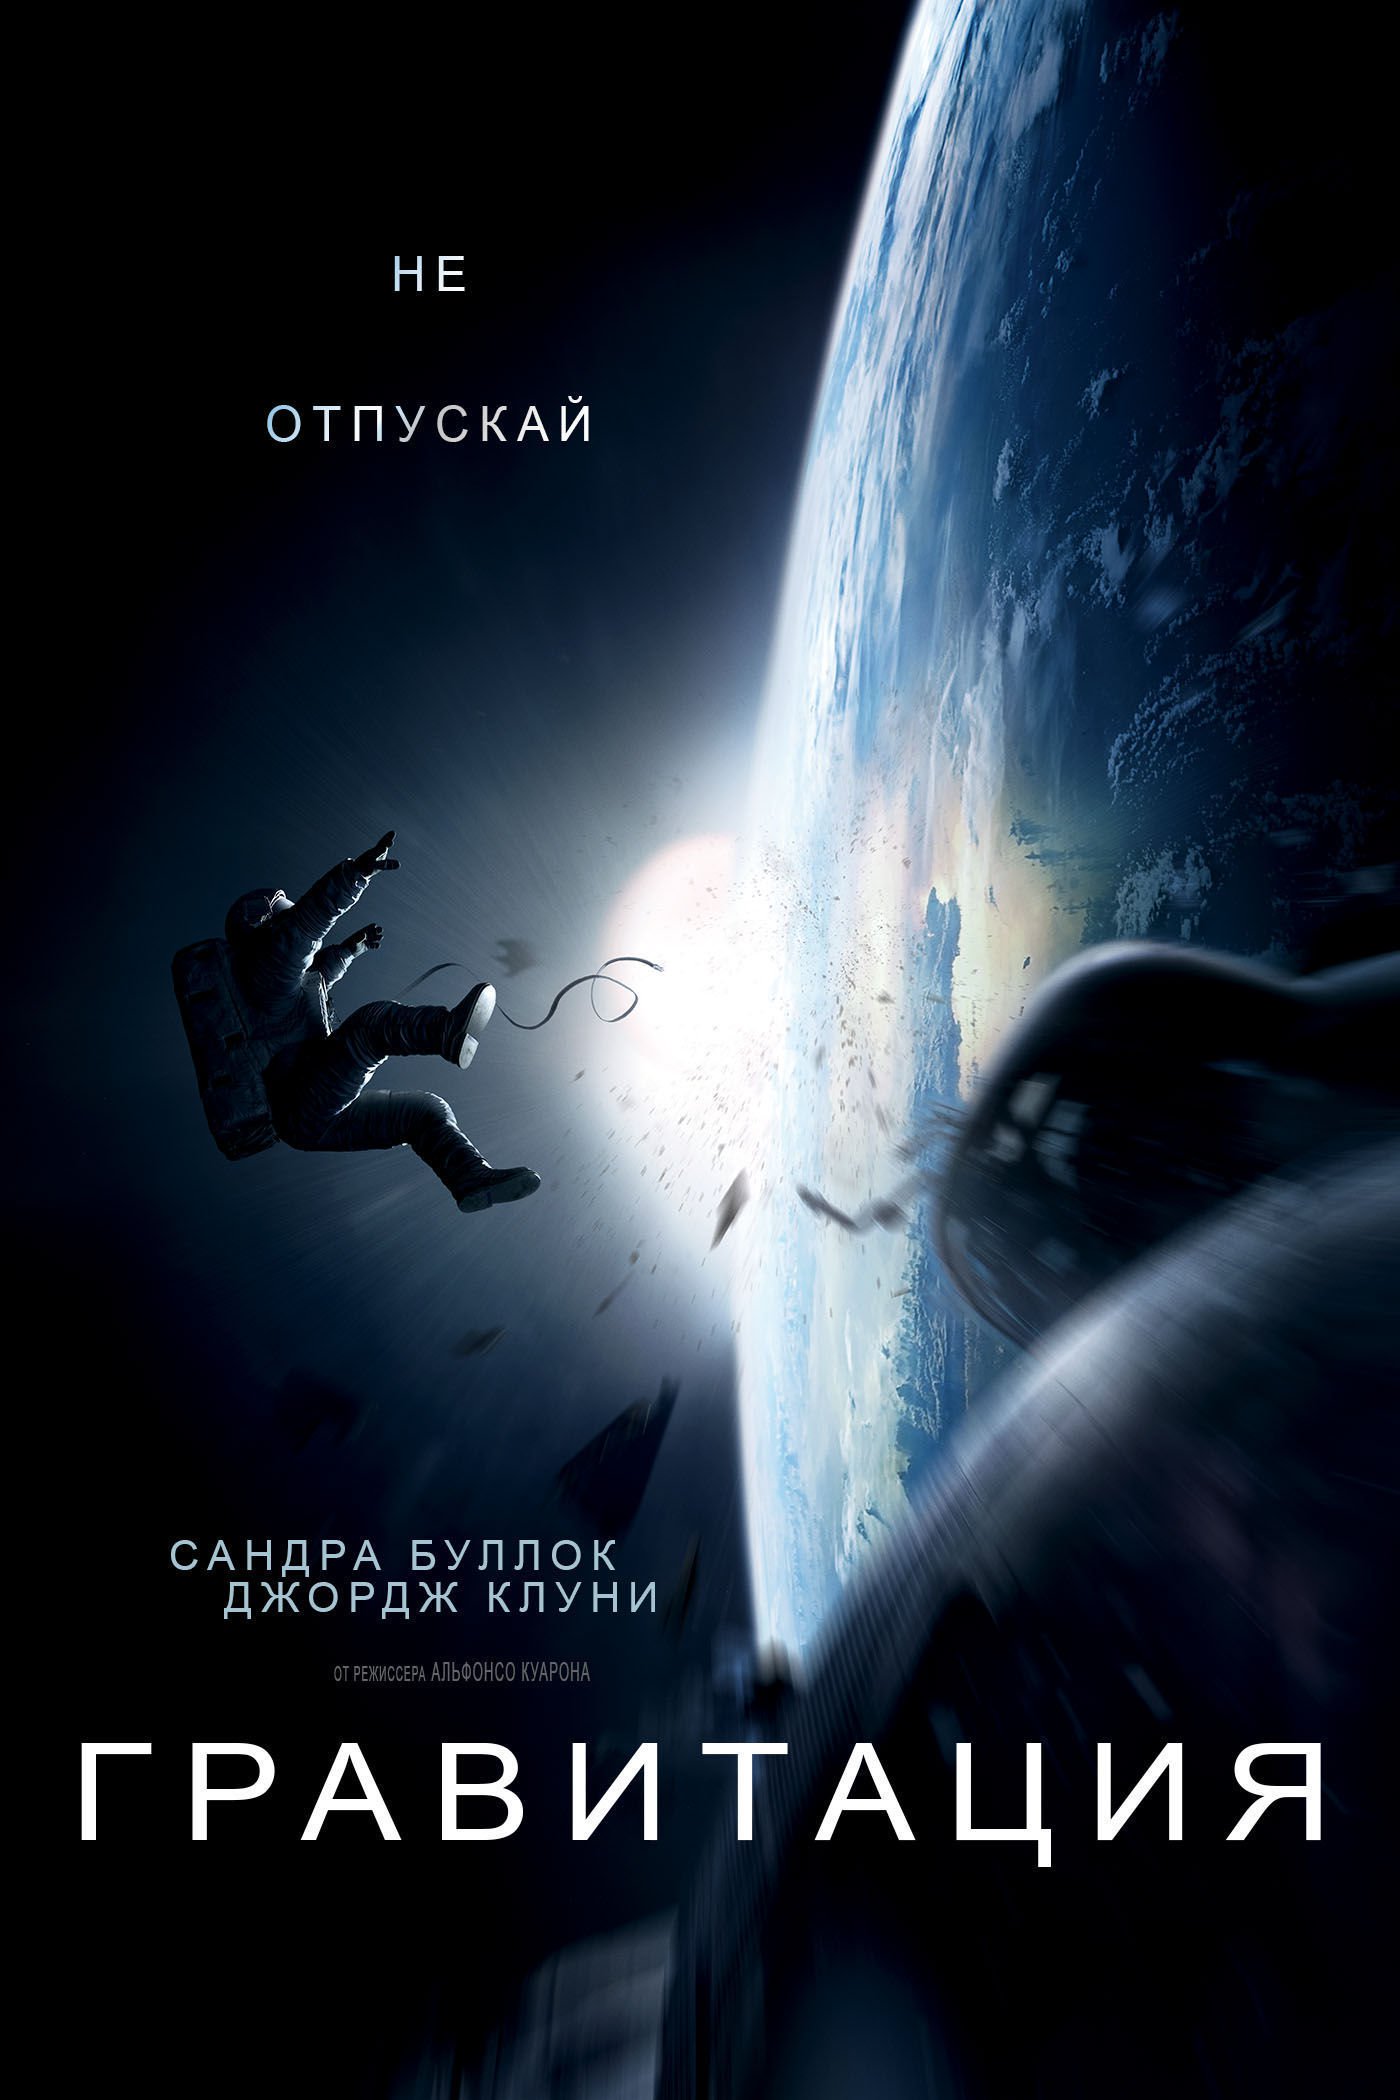 НЕ
ОТПУСКАЙ
САНДРА БУЛЛОК
ДЖОРДЖ КЛУНИ
ОТ РЕЖИССЕРА АЛЬФОНСО КУАРОНА
ГРАВИТАЦИЯ